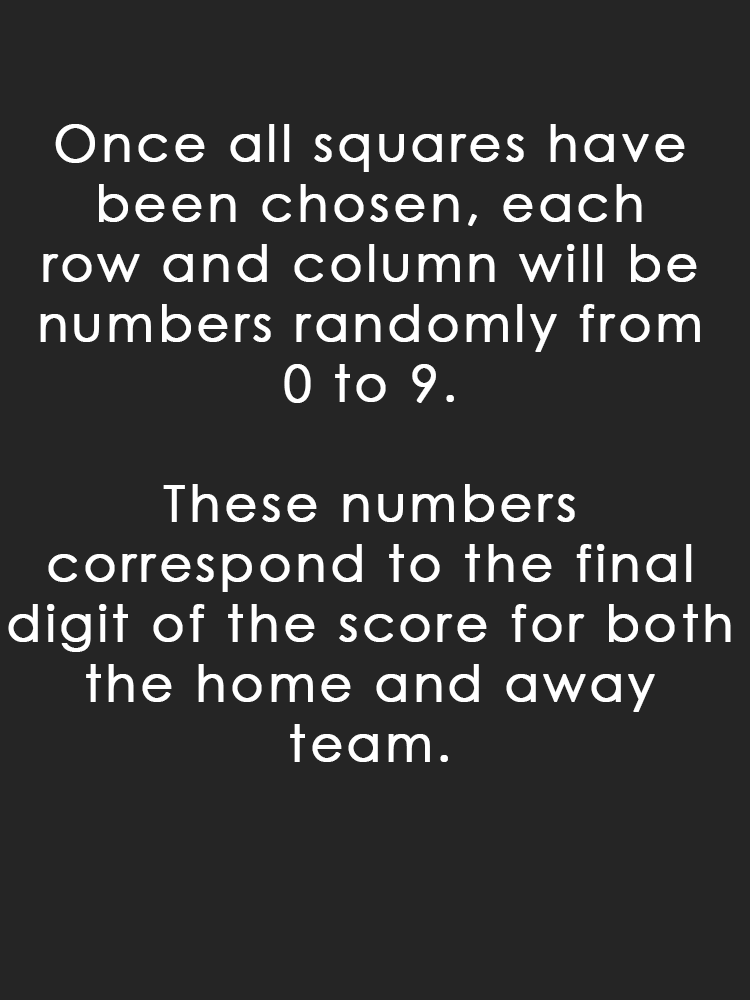 Once all squares have
been chosen, each
row and column will be
numbers randomly from
0 to 9.
These numbers
correspond to the final
digit of the score for both
the home and away
team.